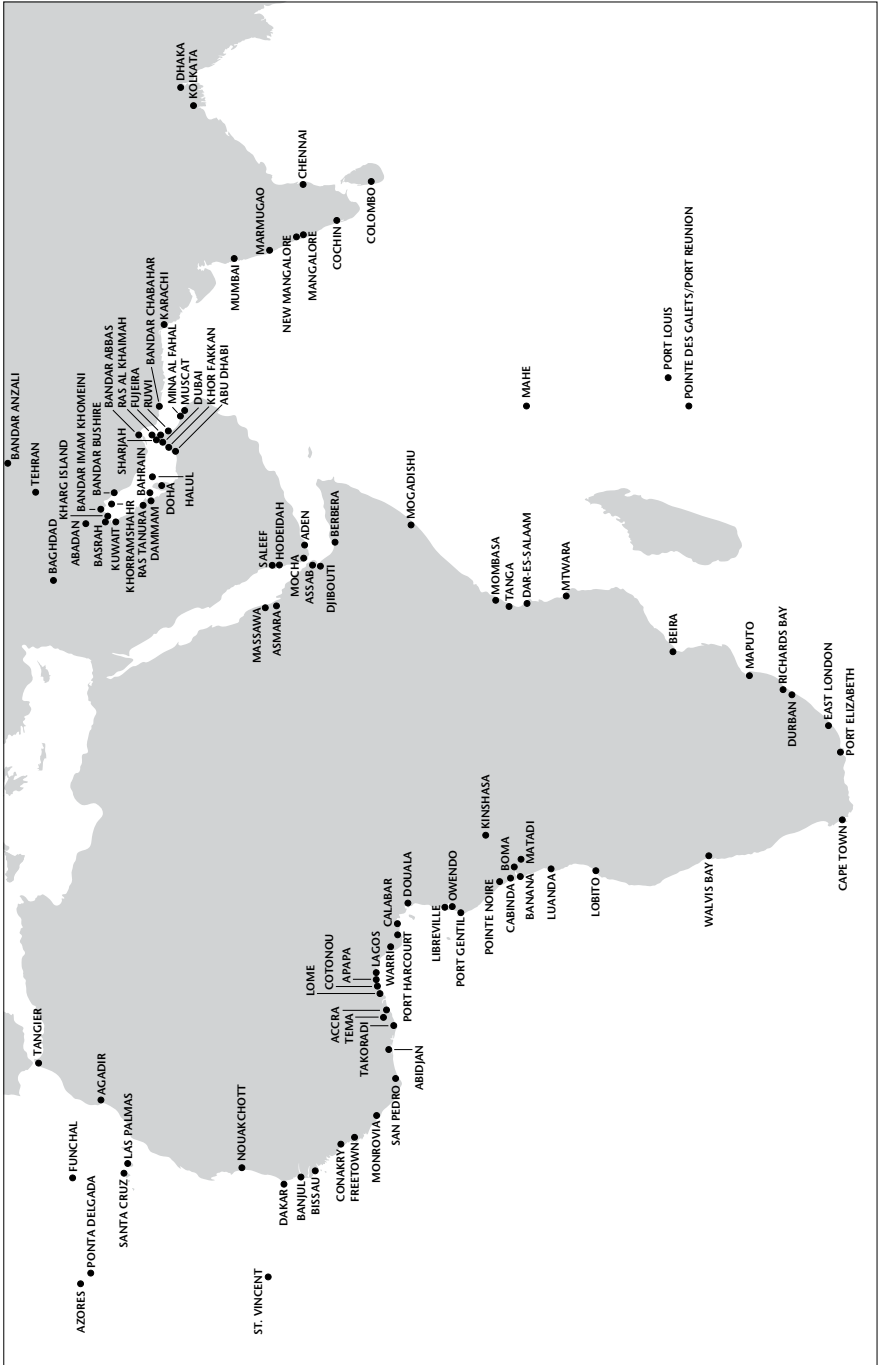 AZORES
PONTA DELGADA
FUNCHAL
SANTA CRUZ
LAS PALMAS
TANGIER
AGADIR
ST. VINCENT
NOUAKCHOTT
DAKAR
BANJUL
BISSAU
CONAKRY
FREETOWN
MONROVIA
SAN PEDRO
ABIDJAN
TAKORADI
TEMA
ACCRA
LOME
COTONOU
APAPA
LAGOS
WARRI
PORT HARCOURT
CALABAR
DOUALA
LIBREVILLE
OWENDO
PORT GENTIL
POINTE NOIRE
CABINDA
BANANA
BOMA
MATADI
KINSHASA
LUANDA
LOBITO
WALVIS BAY
CAPE TOWN
PORT ELIZABETH
EAST LONDON
DURBAN
RICHARDS BAY
MAPUTO
BEIRA
MTWARA
DAR-ES-SALAAM
TANGA
MOMBASA
MOGADISHU
MASSAWA
ASMARA
SALEEF
HODEIDAH
MOCHA
ADEN
ASSAB
DJIBOUTI
BERBERA
BAGHDAD
TEHRAN
BANDAR ANZALI
ABADAN
BASRAH
KUWAIT
KHORRAMSHAHR
RAS TANURA
DAMMAM
KHARG ISLAND
BANDAR IMAM KHOMEINI
BANDAR BUSHIRE
BAHRAIN
DOHA
HALUL
SHARJAH
BANDAR ABBAS
RAS AL KHAIMAH
FUJEIRA
RUWI
BANDAR CHABAHAR
MINA AL FAHAL
MUSCAT
DUBAI
KHOR FAKKAN
ABU DHABI
KARACHI
MUMBAI
MARMUGAO
NEW MANGALORE
MANGALORE
COCHIN
COLOMBO
CHENNAI
KOLKATA
DHAKA
MAHE
PORT LOUIS
POINTE DES GALETS/PORT REUNION